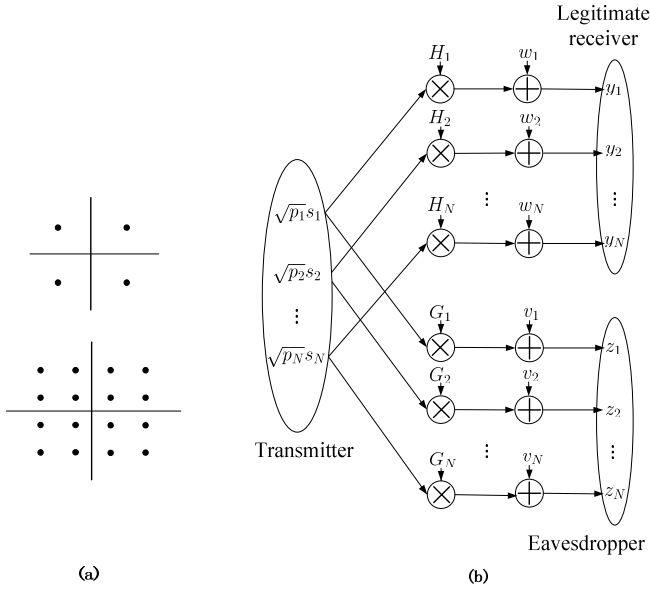 Legitimate
receiver
H_1 w_1
y_1
H_2 w_2
y_2
...
...
H_N w_N
y_N
√p_1 s_1
√p_2 s_2
...
√p_N s_N
Transmitter
G_1 v_1
z_1
G_2 v_2
z_2
...
...
G_N v_N
z_N
Eavesdropper
(a)
(b)